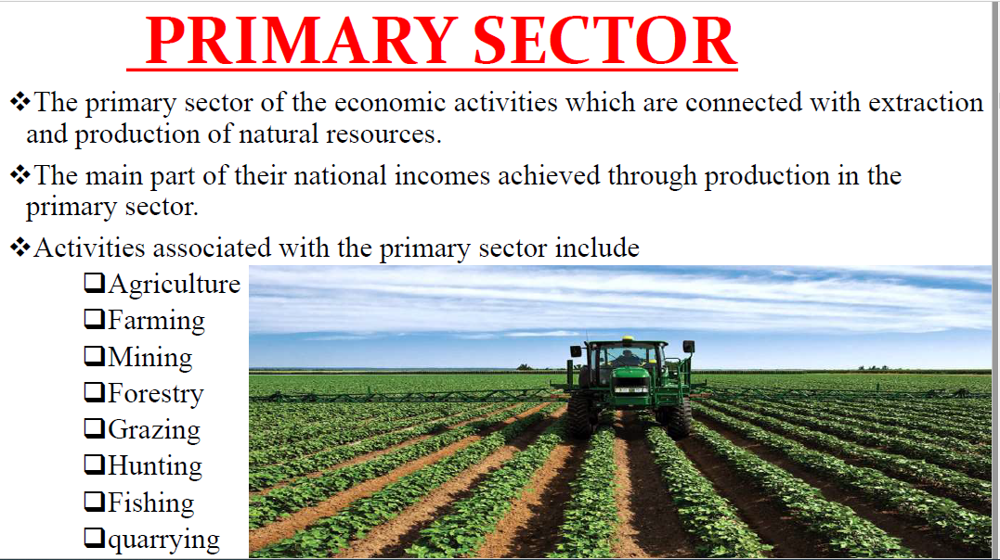 PRIMARY SECTOR
❖The primary sector of the economic activities which are connected with extraction
and production of natural resources.
❖The main part of their national incomes achieved through production in the
primary sector.
❖Activities associated with the primary sector include
❑Agriculture
❑Farming
❑Mining
❑Forestry
❑Grazing
❑Hunting
❑Fishing
❑quarrying